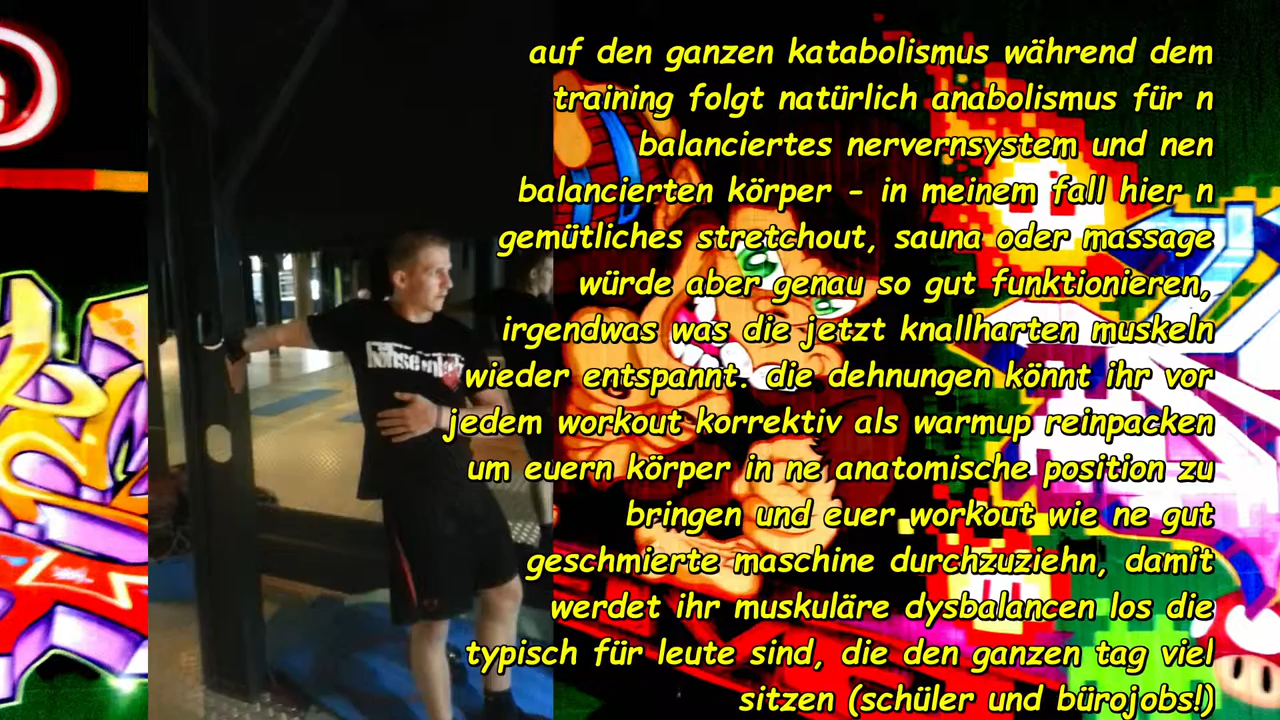 auf den ganzen katabolismus während dem
training folgt natürlich anabolismus für n
balanciertes nervernsystem und nen
balancierten körper - in meinem fall hier n
gemütliches stretchout, sauna oder massage
würde aber genau so gut funktionieren,
irgendwas was die jetzt knallharten muskeln
wieder entspannt. die dehnungen könnt ihr vor
jedem workout korrektiv als warmup reinpacken
um euern körper in ne anatomische position zu
bringen und euer workout wie ne gut
geschmierte maschine durchzuziehn, damit
werdet ihr muskuläre dysbalancen los die
typisch für leute sind, die den ganzen tag viel
sitzen (schüler und bürojobs!)